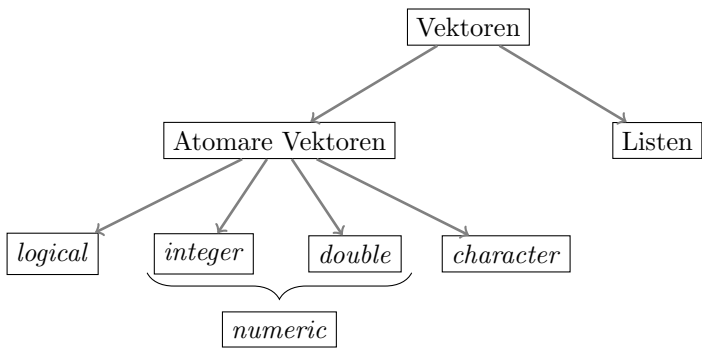 Vektoren
Atomare Vektoren
Listen
logical
integer
double
character
numeric